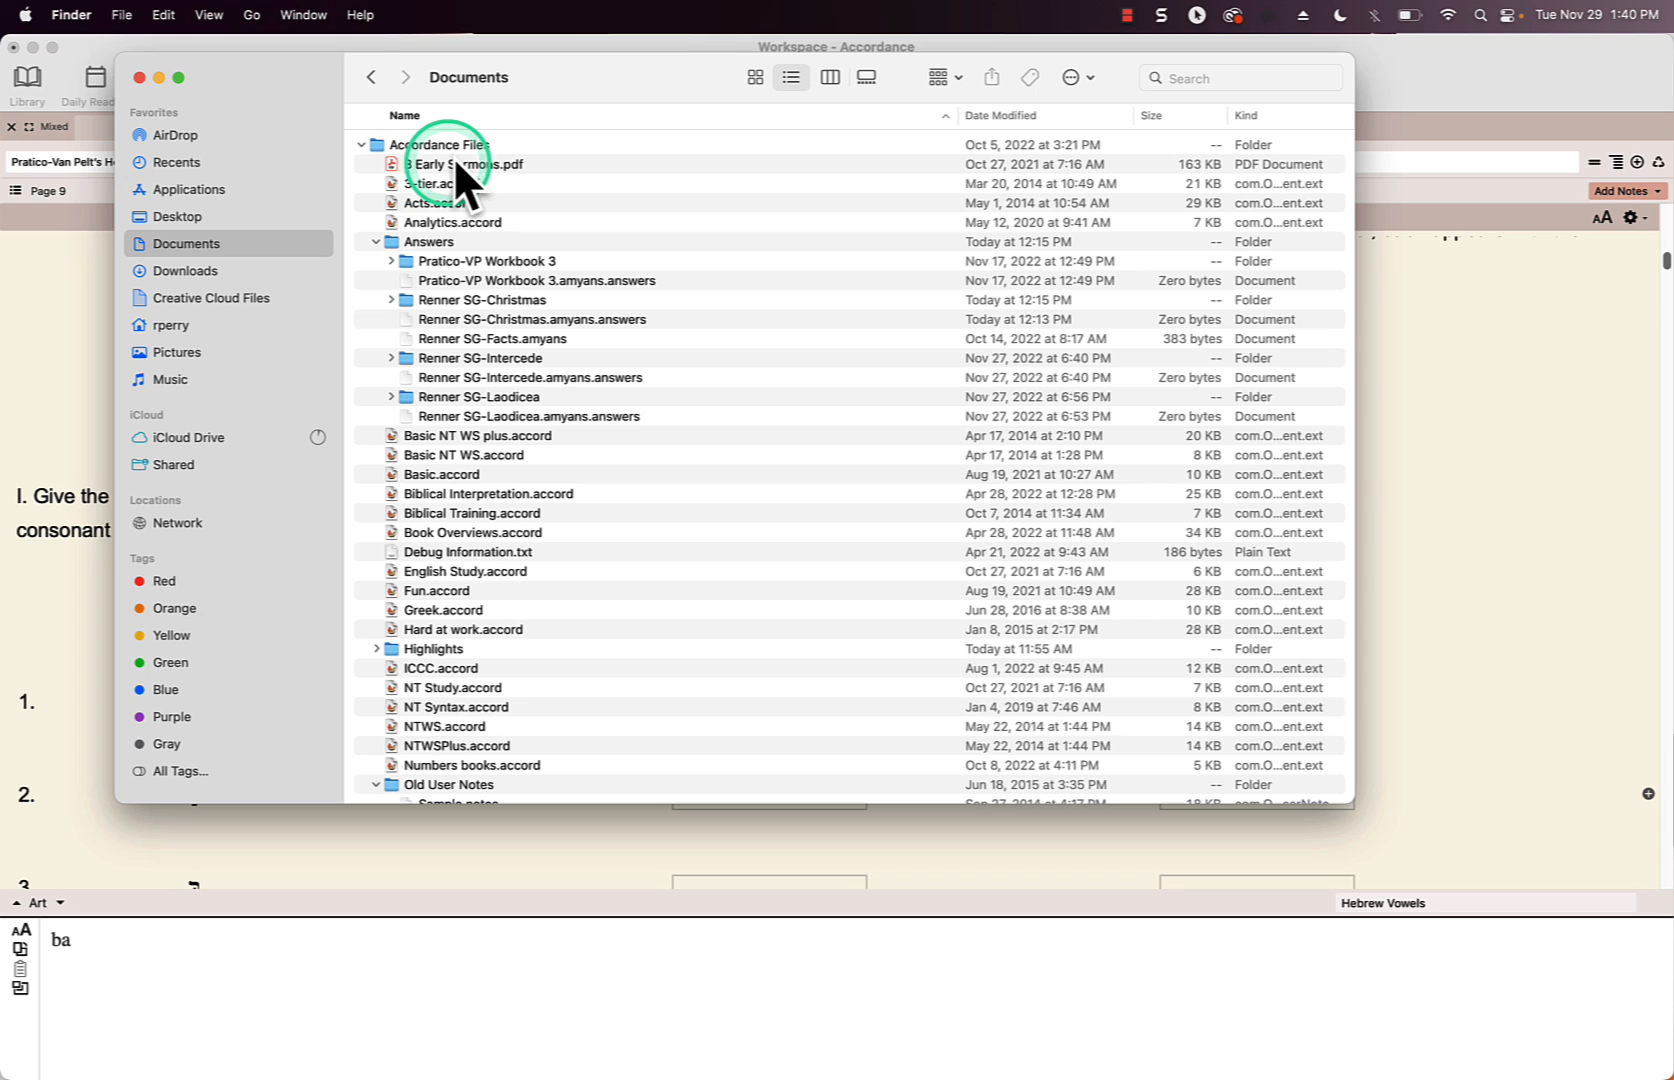 Finder File Edit View Go Window Help
Tue Nov 29 1:40 PM
Workspace - Accordance
Library Daily Read
Mixed
Pratico-Van Pelt's H
Page 9
Add Notes
AA
Documents
Search
Favorites
AirDrop
Recents
Applications
Desktop
Documents
Downloads
Creative Cloud Files
rperry
Pictures
Music
iCloud
iCloud Drive
Shared
Locations
Network
Tags
Red
Orange
Yellow
Green
Blue
Purple
Gray
All Tags...
Name Date Modified Size Kind
Accordance Files Oct 5, 2022 at 3:21 PM -- Folder
3 Early Sermons.pdf Oct 27, 2021 at 7:16 AM 163 KB PDF Document
3-tier.ac Mar 20, 2014 at 10:49 AM 21 KB com.O...ent.ext
Acts.accor May 1, 2014 at 10:54 AM 29 KB com.O...ent.ext
Analytics.accord May 12, 2020 at 9:41 AM 7 KB com.O...ent.ext
Answers Today at 12:15 PM -- Folder
Pratico-VP Workbook 3 Nov 17, 2022 at 12:49 PM -- Folder
Pratico-VP Workbook 3.amyans.answers Nov 17, 2022 at 12:49 PM Zero bytes Document
Renner SG-Christmas Today at 12:15 PM -- Folder
Renner SG-Christmas.amyans.answers Today at 12:13 PM Zero bytes Document
Renner SG-Facts.amyans Oct 14, 2022 at 8:17 AM 383 bytes Document
Renner SG-Intercede Nov 27, 2022 at 6:40 PM -- Folder
Renner SG-Intercede.amyans.answers Nov 27, 2022 at 6:40 PM Zero bytes Document
Renner SG-Laodicea Nov 27, 2022 at 6:56 PM -- Folder
Renner SG-Laodicea.amyans.answers Nov 27, 2022 at 6:53 PM Zero bytes Document
Basic NT WS plus.accord Apr 17, 2014 at 2:10 PM 20 KB com.O...ent.ext
Basic NT WS.accord Apr 17, 2014 at 1:28 PM 8 KB com.O...ent.ext
Basic.accord Aug 19, 2021 at 10:27 AM 10 KB com.O...ent.ext
Biblical Interpretation.accord Apr 28, 2022 at 12:28 PM 25 KB com.O...ent.ext
Biblical Training.accord Oct 7, 2014 at 11:34 AM 7 KB com.O...ent.ext
Book Overviews.accord Apr 28, 2022 at 11:48 AM 34 KB com.O...ent.ext
Debug Information.txt Apr 21, 2022 at 9:43 AM 186 bytes Plain Text
English Study.accord Oct 27, 2021 at 7:16 AM 6 KB com.O...ent.ext
Fun.accord Aug 19, 2021 at 10:49 AM 28 KB com.O...ent.ext
Greek.accord Jun 28, 2016 at 8:38 AM 10 KB com.O...ent.ext
Hard at work.accord Jan 8, 2015 at 2:17 PM 28 KB com.O...ent.ext
Highlights Today at 11:55 AM -- Folder
ICCC.accord Aug 1, 2022 at 9:45 AM 12 KB com.O...ent.ext
NT Study.accord Oct 27, 2021 at 7:16 AM 7 KB com.O...ent.ext
NT Syntax.accord Jan 4, 2019 at 7:46 AM 8 KB com.O...ent.ext
NTWS.accord May 22, 2014 at 1:44 PM 14 KB com.O...ent.ext
NTWSPlus.accord May 22, 2014 at 1:44 PM 14 KB com.O...ent.ext
Numbers books.accord Oct 8, 2022 at 4:11 PM 5 KB com.O...ent.ext
Old User Notes Jun 18, 2015 at 3:35 PM -- Folder
I. Give the
consonant
1.
2.
3
Art
Hebrew Vowels
AA
ba